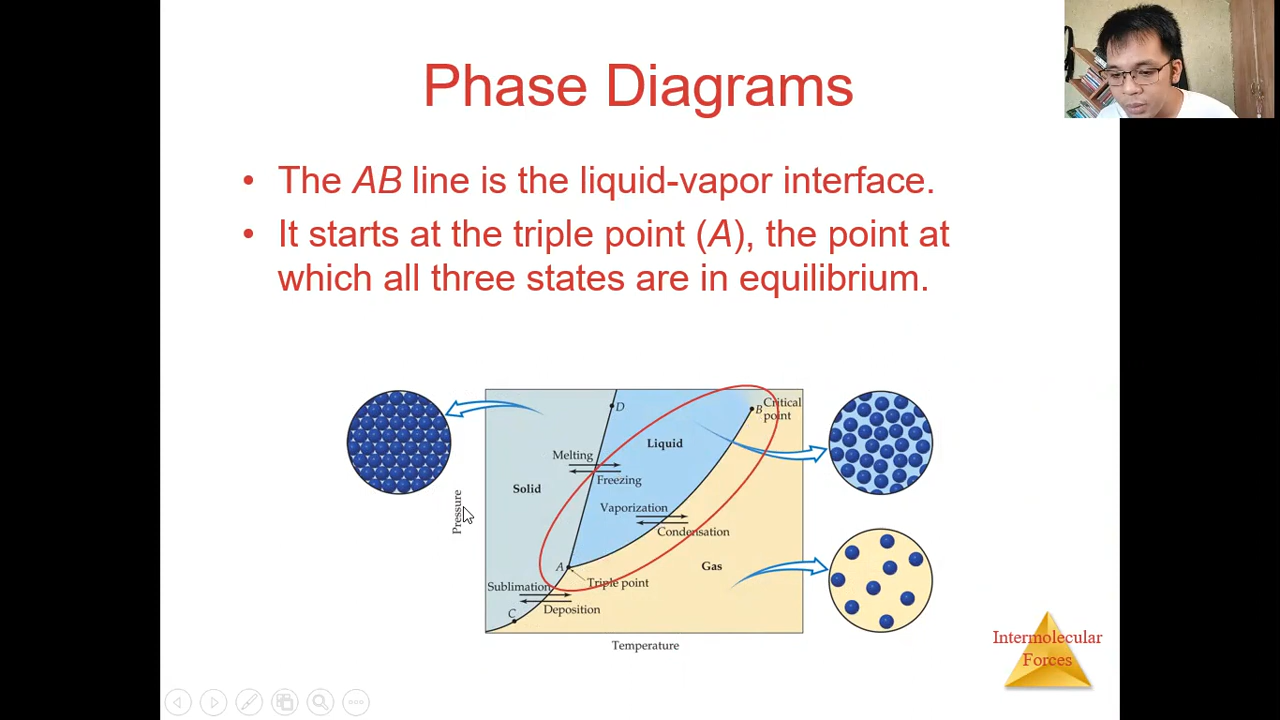 Phase Diagrams
• The AB line is the liquid-vapor interface.
• It starts at the triple point (A), the point at
which all three states are in equilibrium.
D
B
Critical
point
Liquid
Melting
Freezing
Solid
Pressure
Vaporization
Condensation
A
Gas
Triple point
Sublimation
Deposition
C
Temperature
Intermolecular
Forces